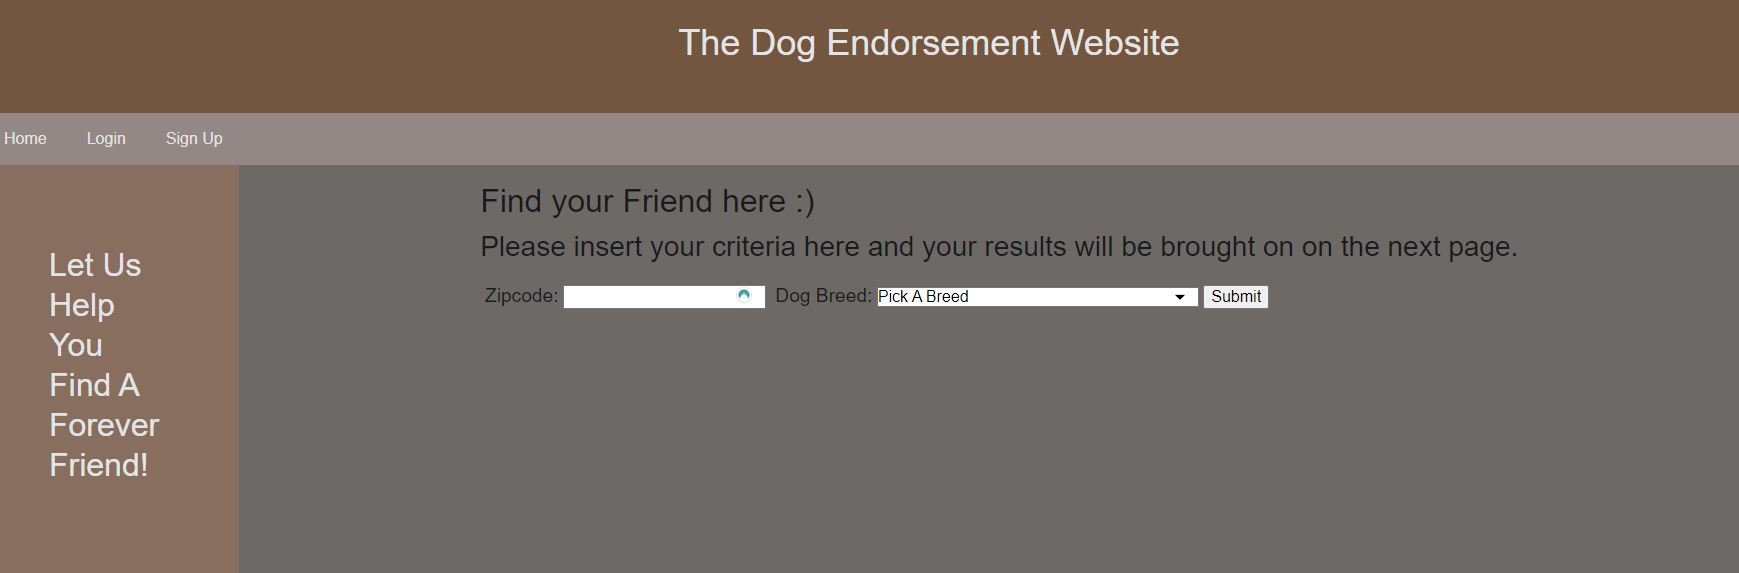 The Dog Endorsement Website
Home Login Sign Up
Let Us
Help
You
Find A
Forever
Friend!
Find your Friend here :)
Please insert your criteria here and your results will be brought on on the next page.
Zipcode: Dog Breed: Pick A Breed Submit